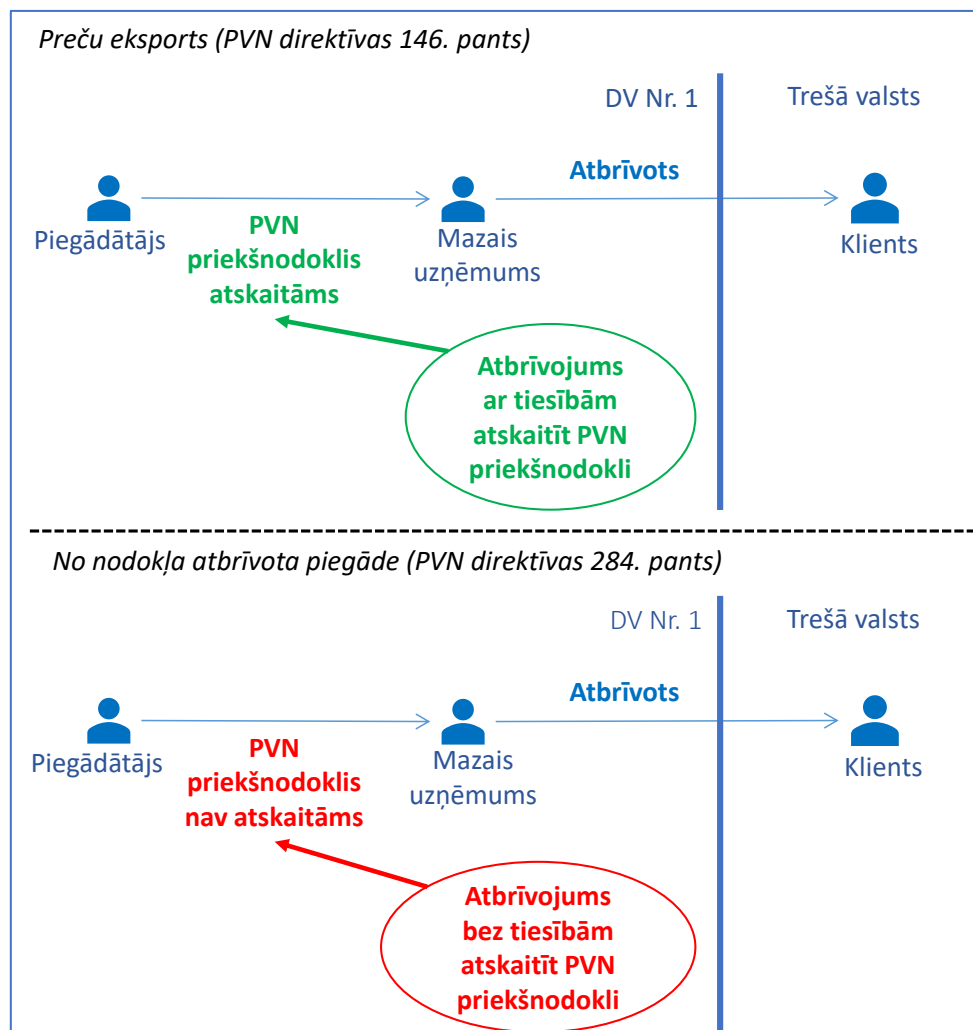 Preču eksports (PVN direktīvas 146. pants)
DV Nr. 1
Trešā valsts
Atbrīvots
Piegādātājs
PVN
priekšnodoklis
atskaitāms
Mazais
uzņēmums
Klients
Atbrīvojums
ar tiesībām
atskaitīt PVN
priekšnodokli
No nodokļa atbrīvota piegāde (PVN direktīvas 284. pants)
DV Nr. 1
Trešā valsts
Atbrīvots
Piegādātājs
PVN
priekšnodoklis
nav atskaitāms
Mazais
uzņēmums
Klients
Atbrīvojums
bez tiesībām
atskaitīt PVN
priekšnodokli